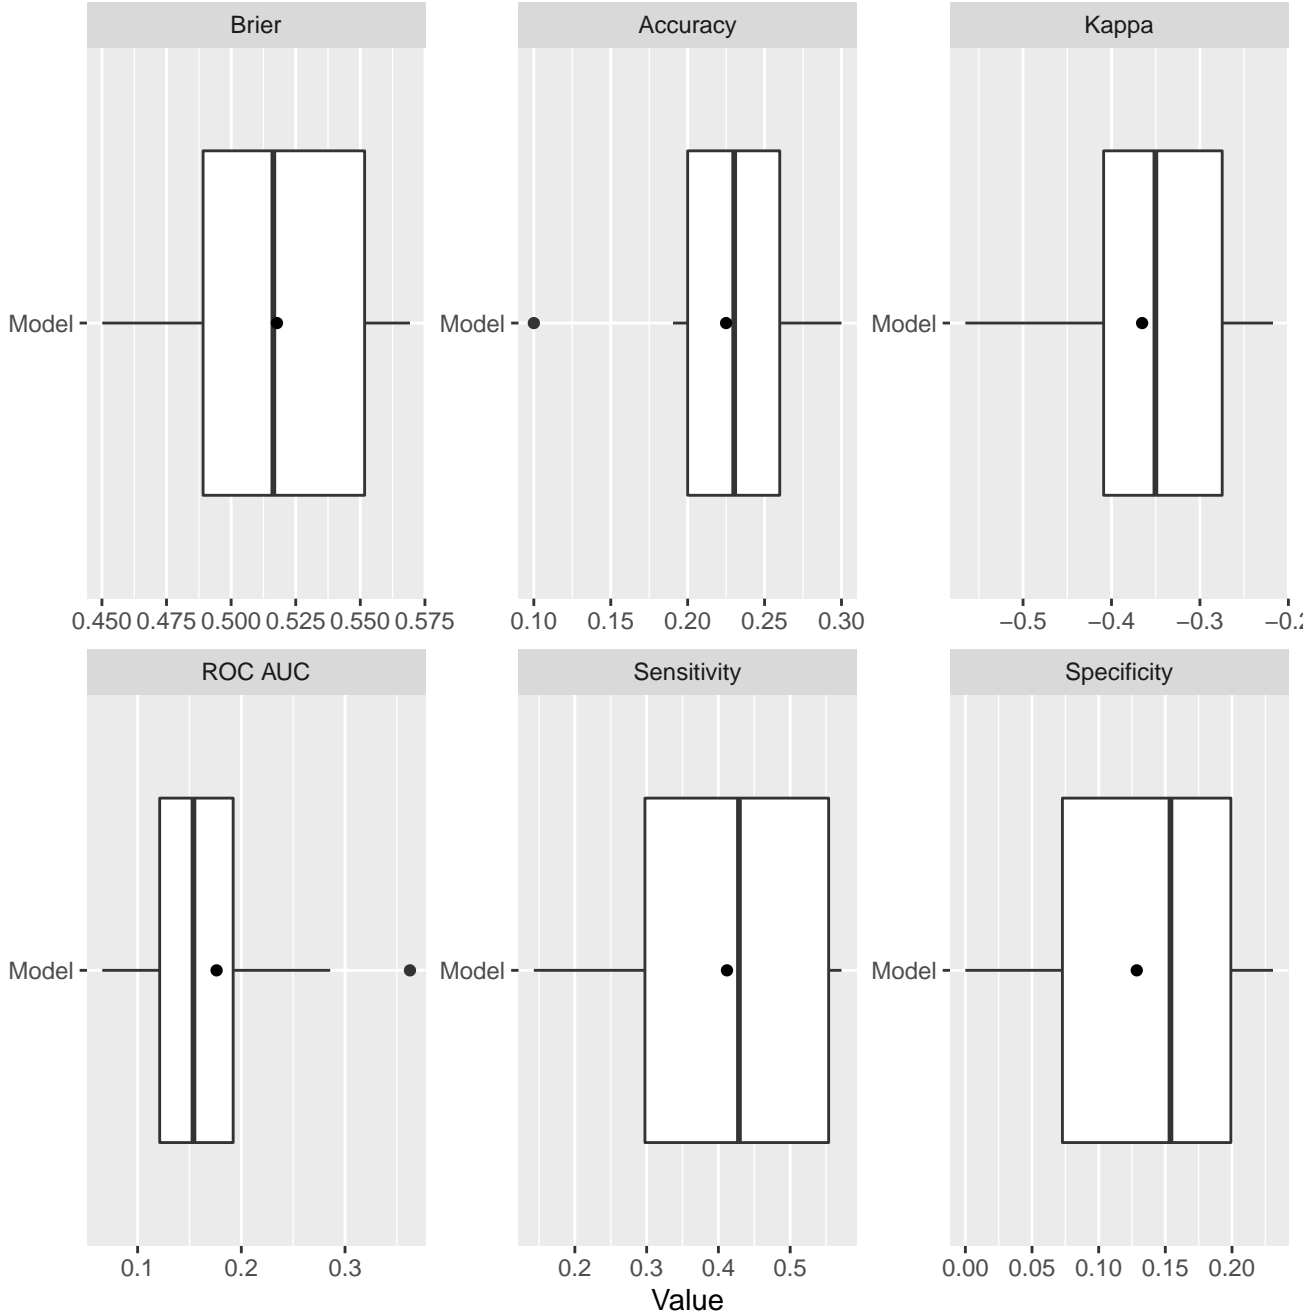 Brier Accuracy Kappa
Model Model Model
0.450 0.475 0.500 0.525 0.550 0.575 0.10 0.15 0.20 0.25 0.30 −0.5 −0.4 −0.3 −0.2
ROC AUC Sensitivity Specificity
Model Model Model
0.1 0.2 0.3 0.2 0.3 0.4 0.5 0.00 0.05 0.10 0.15 0.20
Value